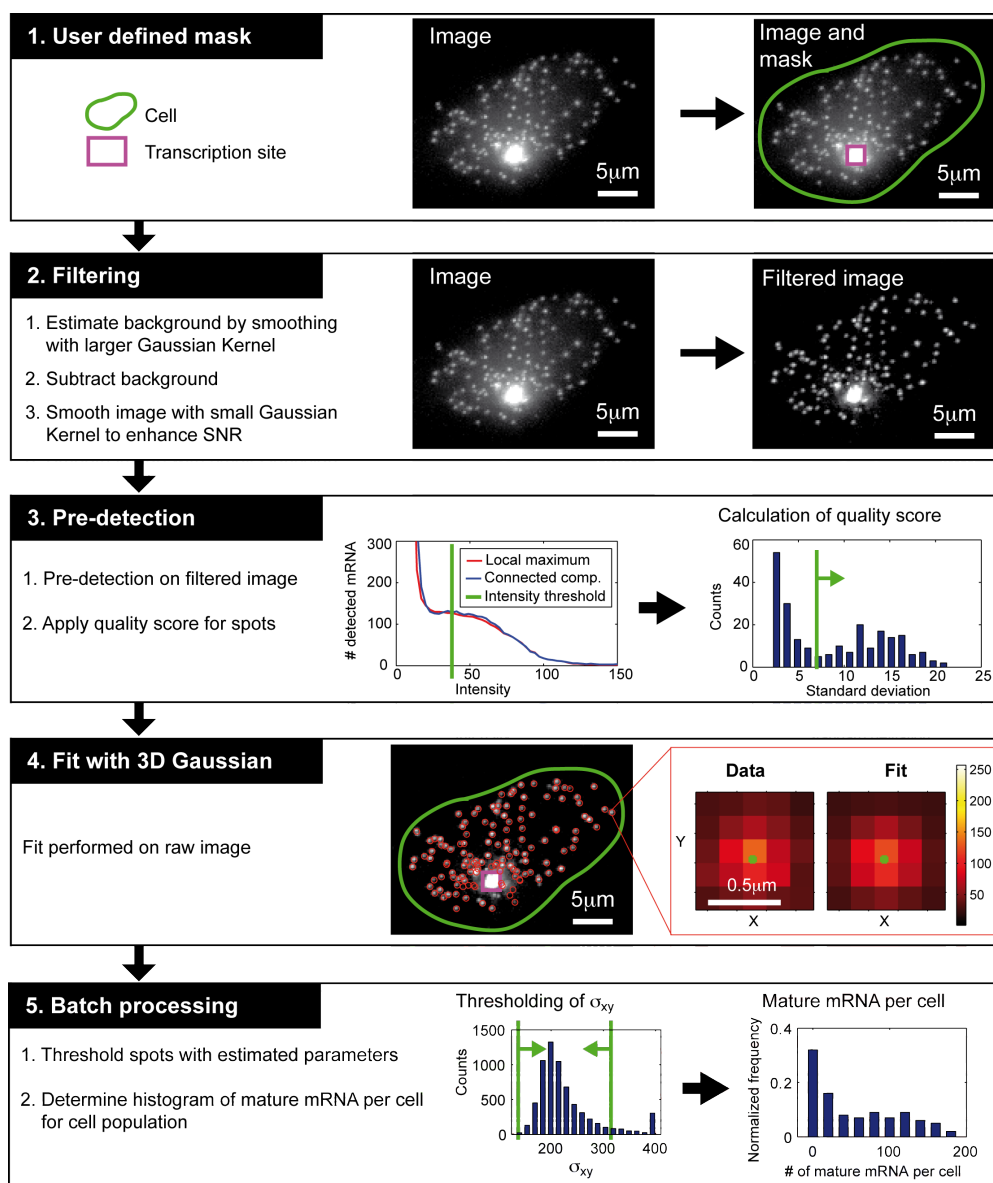 1. User defined mask
Cell
Transcription site
Image
5μm
Image and
mask
5μm
2. Filtering
1. Estimate background by smoothing
with larger Gaussian Kernel
2. Subtract background
3. Smooth image with small Gaussian
Kernel to enhance SNR
Image
5μm
Filtered image
5μm
3. Pre-detection
1. Pre-detection on filtered image
2. Apply quality score for spots
# detected mRNA
300
200
100
0
0 50 100 150
Intensity
Local maximum
Connected comp.
Intensity threshold
Calculation of quality score
Counts
60
40
20
0
0 5 10 15 20 25
Standard deviation
4. Fit with 3D Gaussian
Fit performed on raw image
5μm
Data
Fit
Y
0.5μm
X
X
250
200
150
100
50
5. Batch processing
1. Threshold spots with estimated parameters
2. Determine histogram of mature mRNA per cell
for cell population
Thresholding of σxy
Counts
1500
1000
500
0
200 300 400
σxy
Mature mRNA per cell
Normalized frequency
0.4
0.2
0
0 100 200
# of mature mRNA per cell